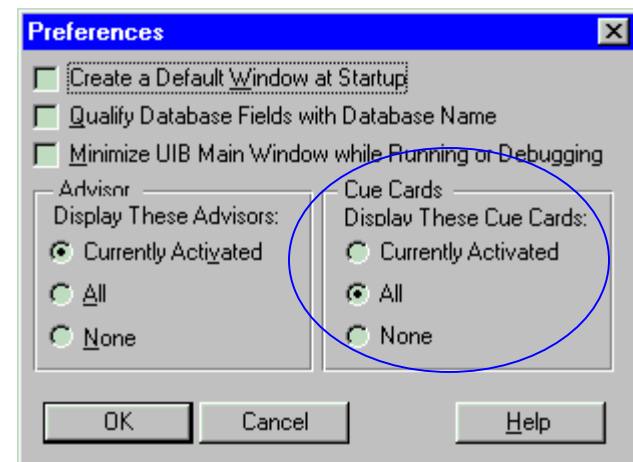 Preferences
Create a Default Window at Startup
Qualify Database Fields with Database Name
Minimize UIB Main Window while Running or Debugging
Advisor
Display These Advisors:
Currently Activated
All
None
Cue Cards
Display These Cue Cards:
Currently Activated
All
None
OK
Cancel
Help